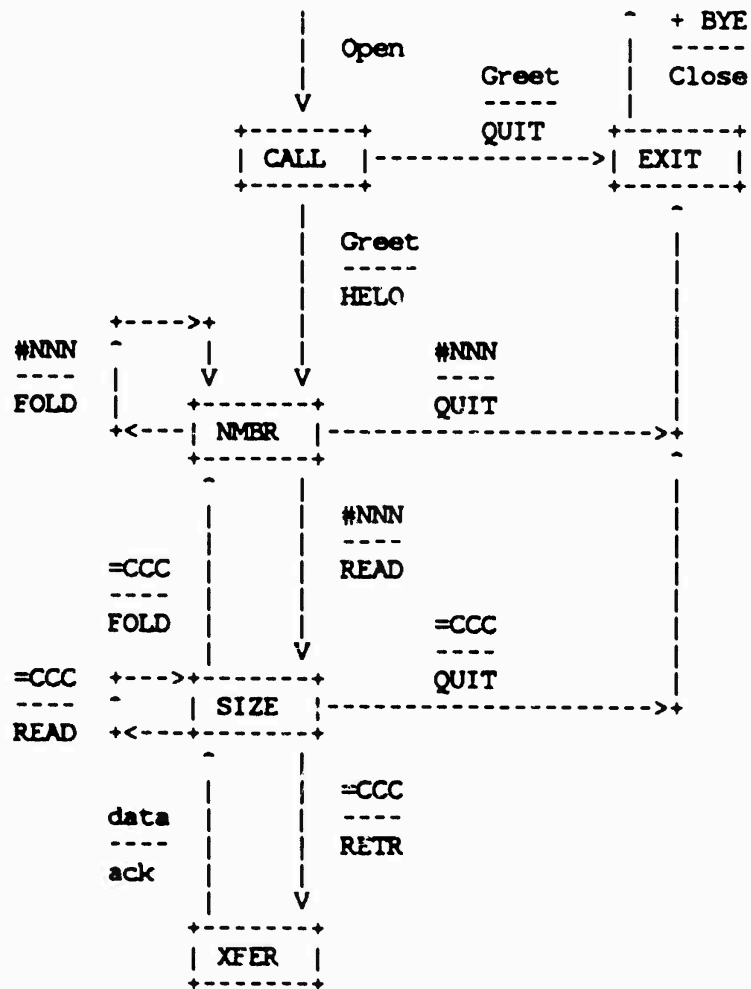 + BYE
Open
-----
Greet Close
-----
QUIT
CALL EXIT
Greet
-----
HELO
#NNN #NNN
---- ----
FOLD QUIT
NMBR
#NNN
----
=CCC READ
----
FOLD =CCC
=CCC ----
---- SIZE QUIT
READ
=CCC
data ----
---- RETR
ack
XFER